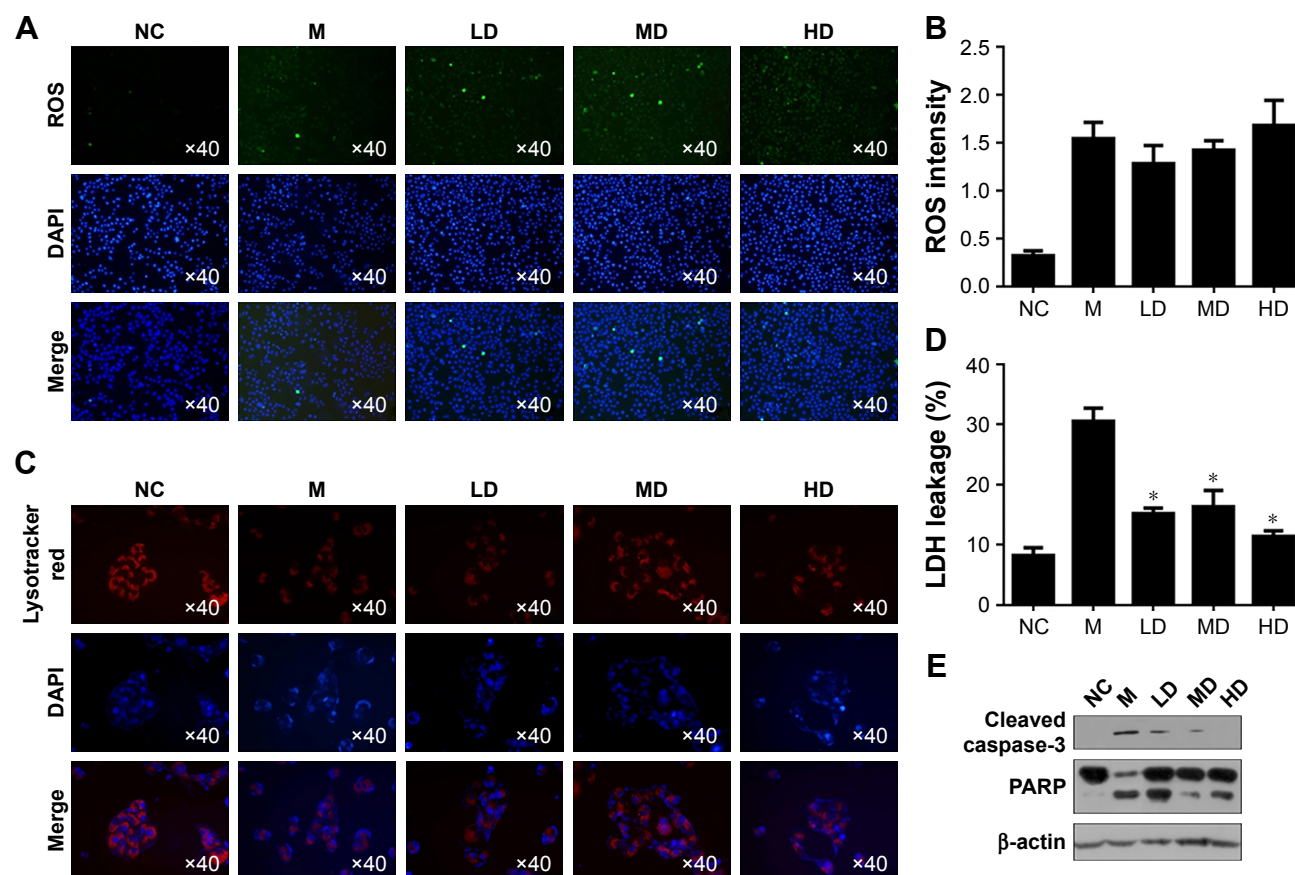 A
NC M LD MD HD
ROS
×40 ×40 ×40 ×40 ×40
DAPI
×40 ×40 ×40 ×40 ×40
Merge
×40 ×40 ×40 ×40 ×40
B
ROS intensity
2.5
2.0
1.5
1.0
0.5
0.0
NC M LD MD HD
C
NC M LD MD HD
Lysotracker
red
×40 ×40 ×40 ×40 ×40
DAPI
×40 ×40 ×40 ×40 ×40
Merge
×40 ×40 ×40 ×40 ×40
D
LDH leakage (%)
40
30
20
10
0
* * *
NC M LD MD HD
E
NC M LD MD HD
Cleaved
caspase-3
PARP
β-actin